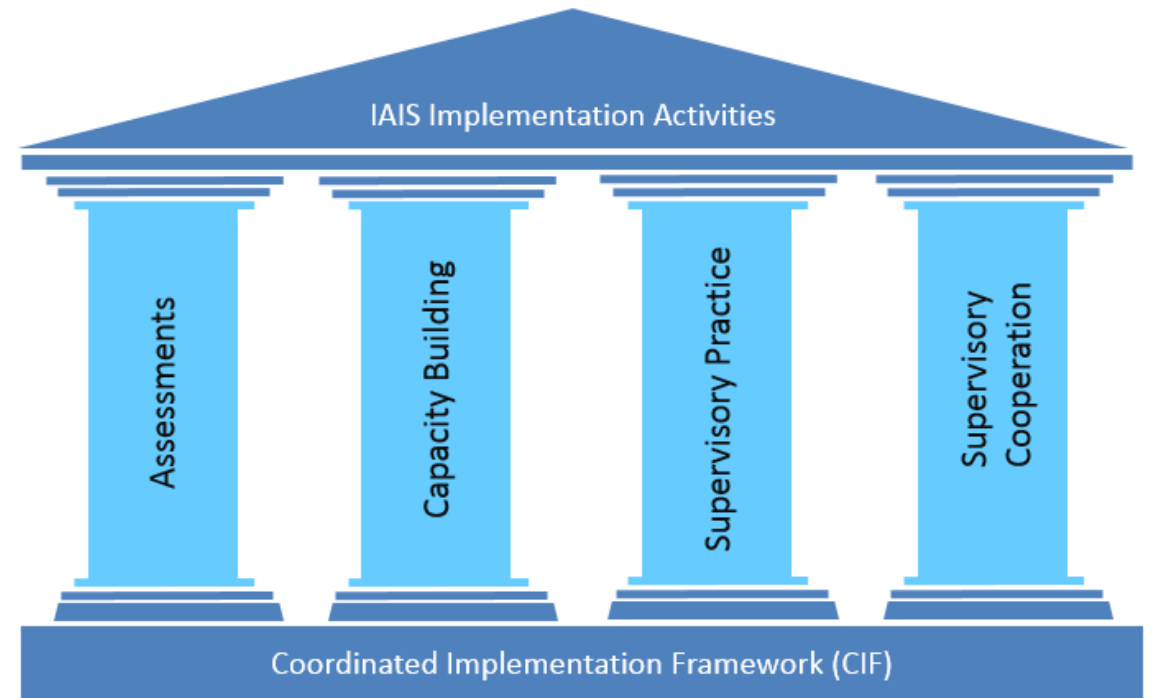 IAIS Implementation Activities
Assessments
Capacity Building
Supervisory Practice
Supervisory
Cooperation
Coordinated Implementation Framework (CIF)